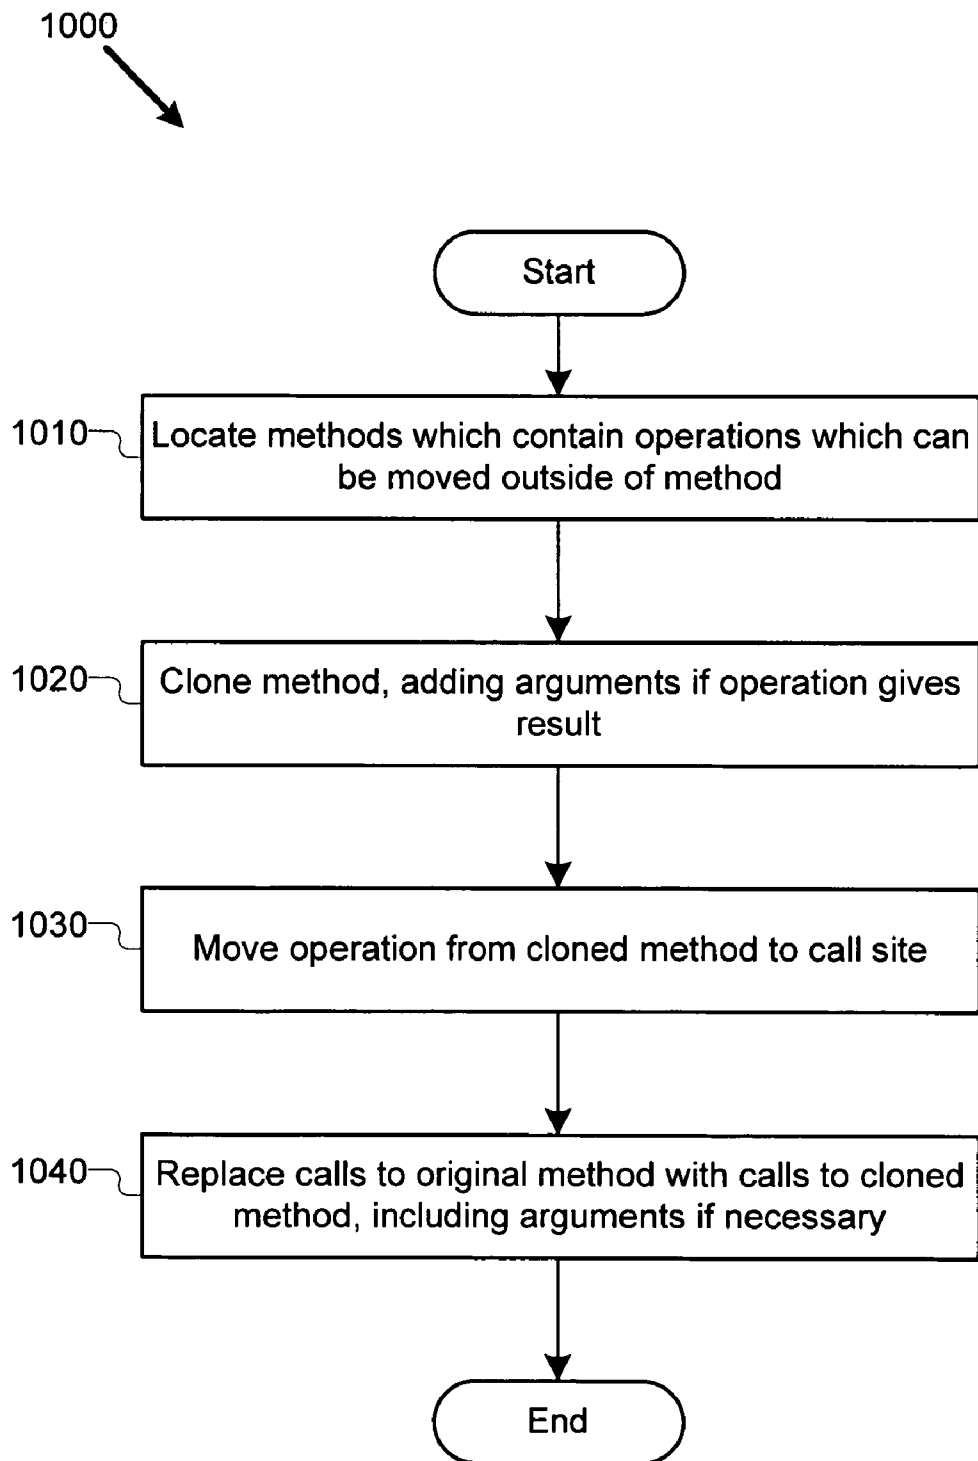 1000
Start
1010
Locate methods which contain operations which can
be moved outside of method
1020
Clone method, adding arguments if operation gives
result
1030
Move operation from cloned method to call site
1040
Replace calls to original method with calls to cloned
method, including arguments if necessary
End